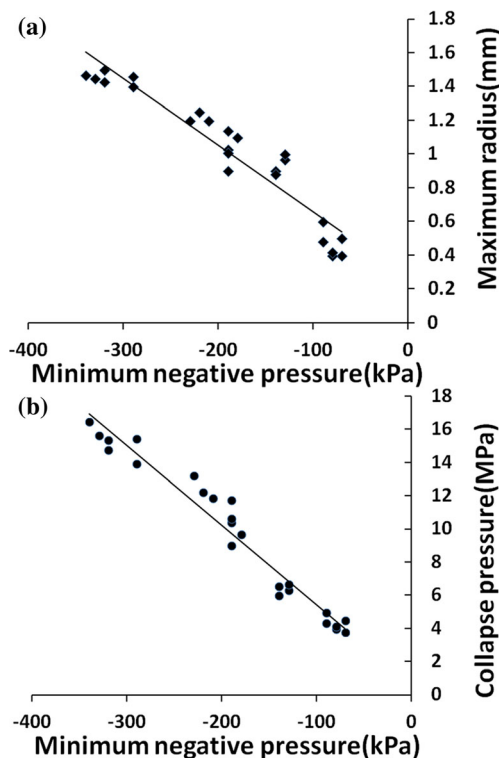 (a)
1.8
1.6
1.4
1.2
1
0.8
0.6
0.4
0.2
0
Maximum radius(mm)
-400 -300 -200 -100 0
Minimum negative pressure(kPa)
(b)
18
16
14
12
10
8
6
4
2
0
Collapse pressure(MPa)
-400 -300 -200 -100 0
Minimum negative pressure(kPa)